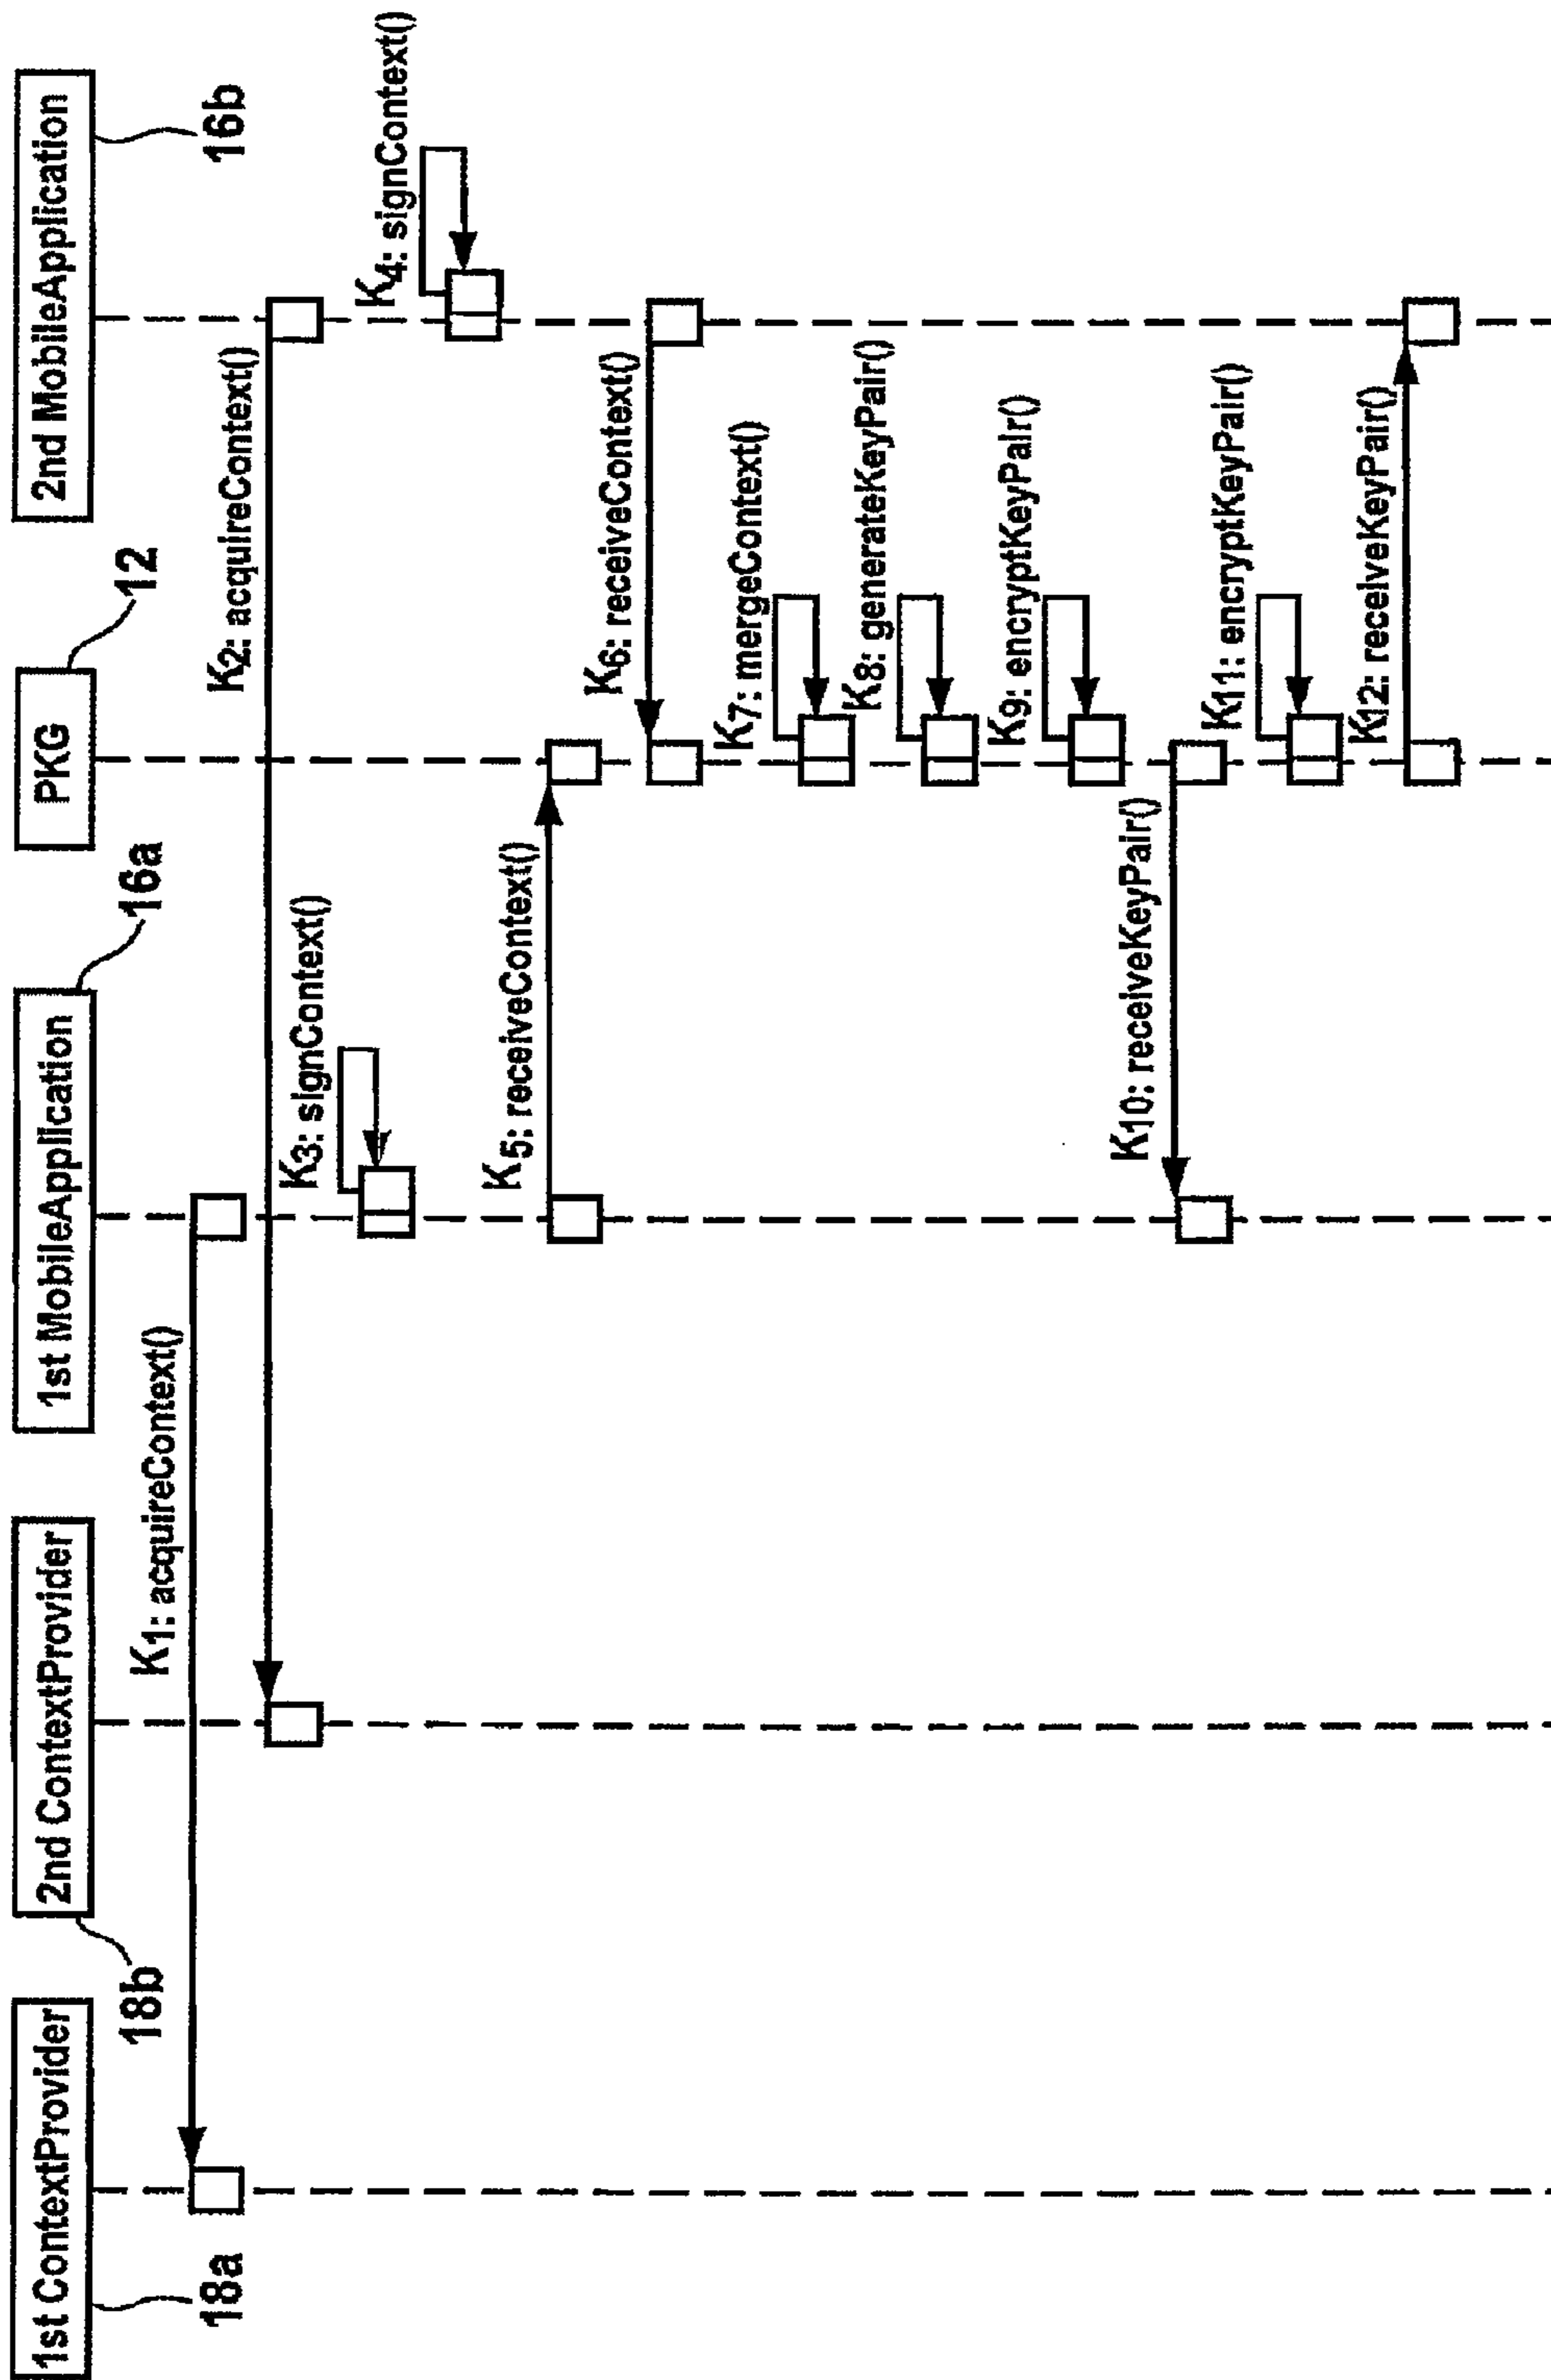 1st ContextProvider
18a
2nd ContextProvider
18b
1st MobileApplication
16a
PKG
12
2nd MobileApplication
16b
K1: acquireContext()
K2: acquireContext()
K3: signContext()
K4: signContext()
K5: receiveContext()
K6: receiveContext()
K7: mergeContext()
K8: generateKeyPair()
K9: encryptKeyPair()
K10: receiveKeyPair()
K11: encryptKeyPair()
K12: receiveKeyPair()